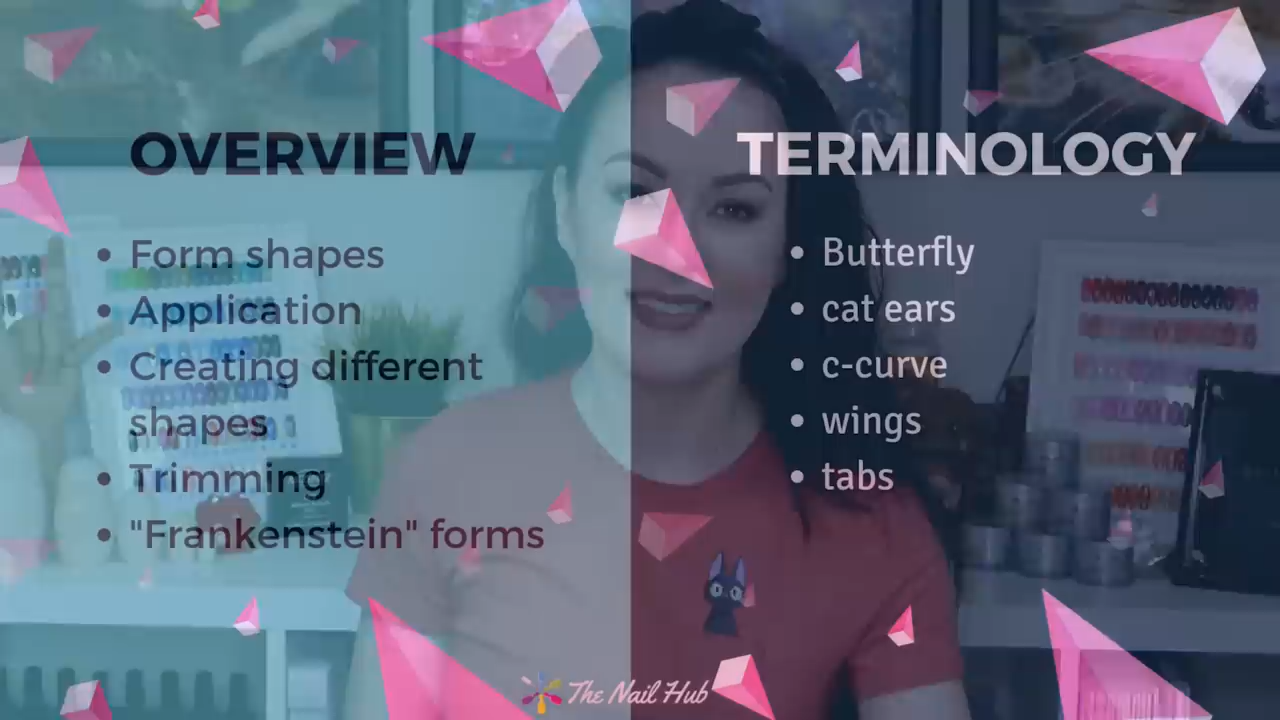 OVERVIEW
• Form shapes
• Application
• Creating different
shapes
• Trimming
• "Frankenstein" forms
TERMINOLOGY
• Butterfly
• cat ears
• c-curve
• wings
• tabs
The Nail Hub